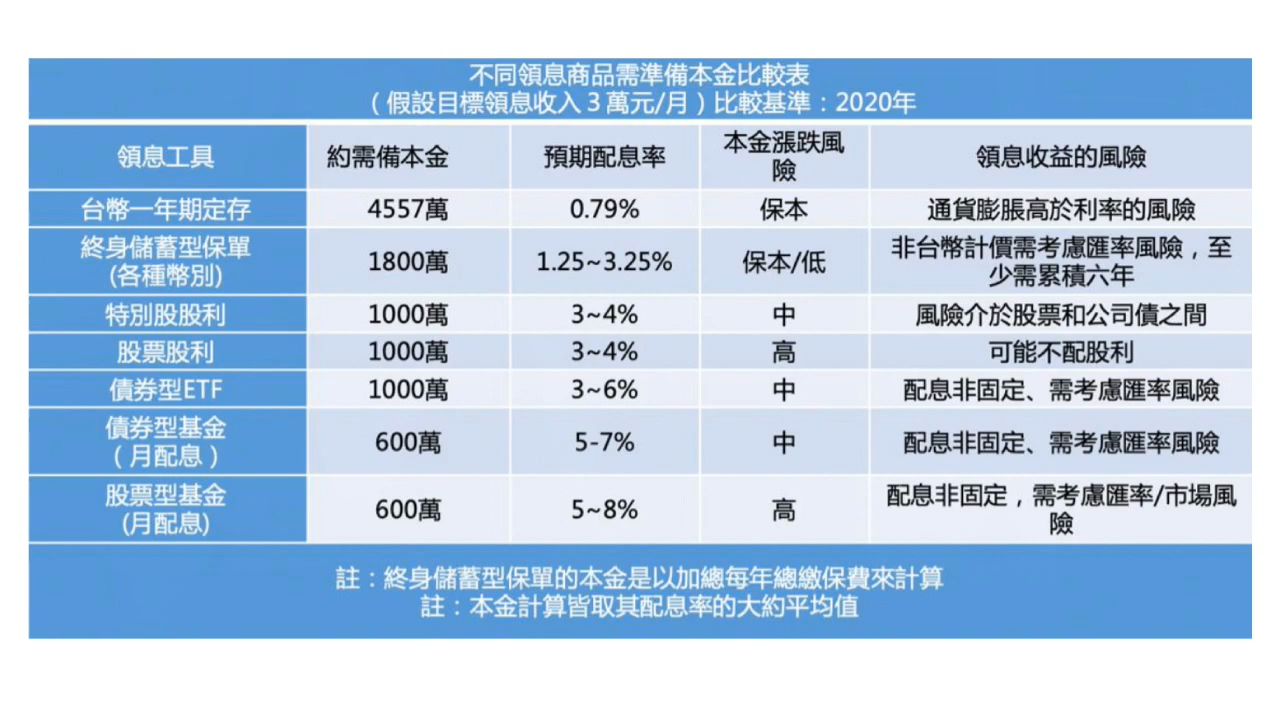 不同領息商品需準備本金比較表
（假設目標領息收入３萬元/月）比較基準：2020年
領息工具 約需備本金 預期配息率 本金漲跌風險 領息收益的風險
台幣一年期定存 4557萬 0.79% 保本 通貨膨脹高於利率的風險
終身儲蓄型保單
(各種幣別) 1800萬 1.25~3.25% 保本/低 非台幣計價需考慮匯率風險，至
少需累積六年
特別股股利 1000萬 3~4% 中 風險介於股票和公司債之間
股票股利 1000萬 3~4% 高 可能不配股利
債券型ETF 1000萬 3~6% 中 配息非固定、需考慮匯率風險
債券型基金
（月配息） 600萬 5-7% 中 配息非固定、需考慮匯率風險
股票型基金
(月配息) 600萬 5~8% 高 配息非固定，需考慮匯率/市場風
險
註：終身儲蓄型保單的本金是以加總每年總繳保費來計算
註：本金計算皆取其配息率的大約平均值